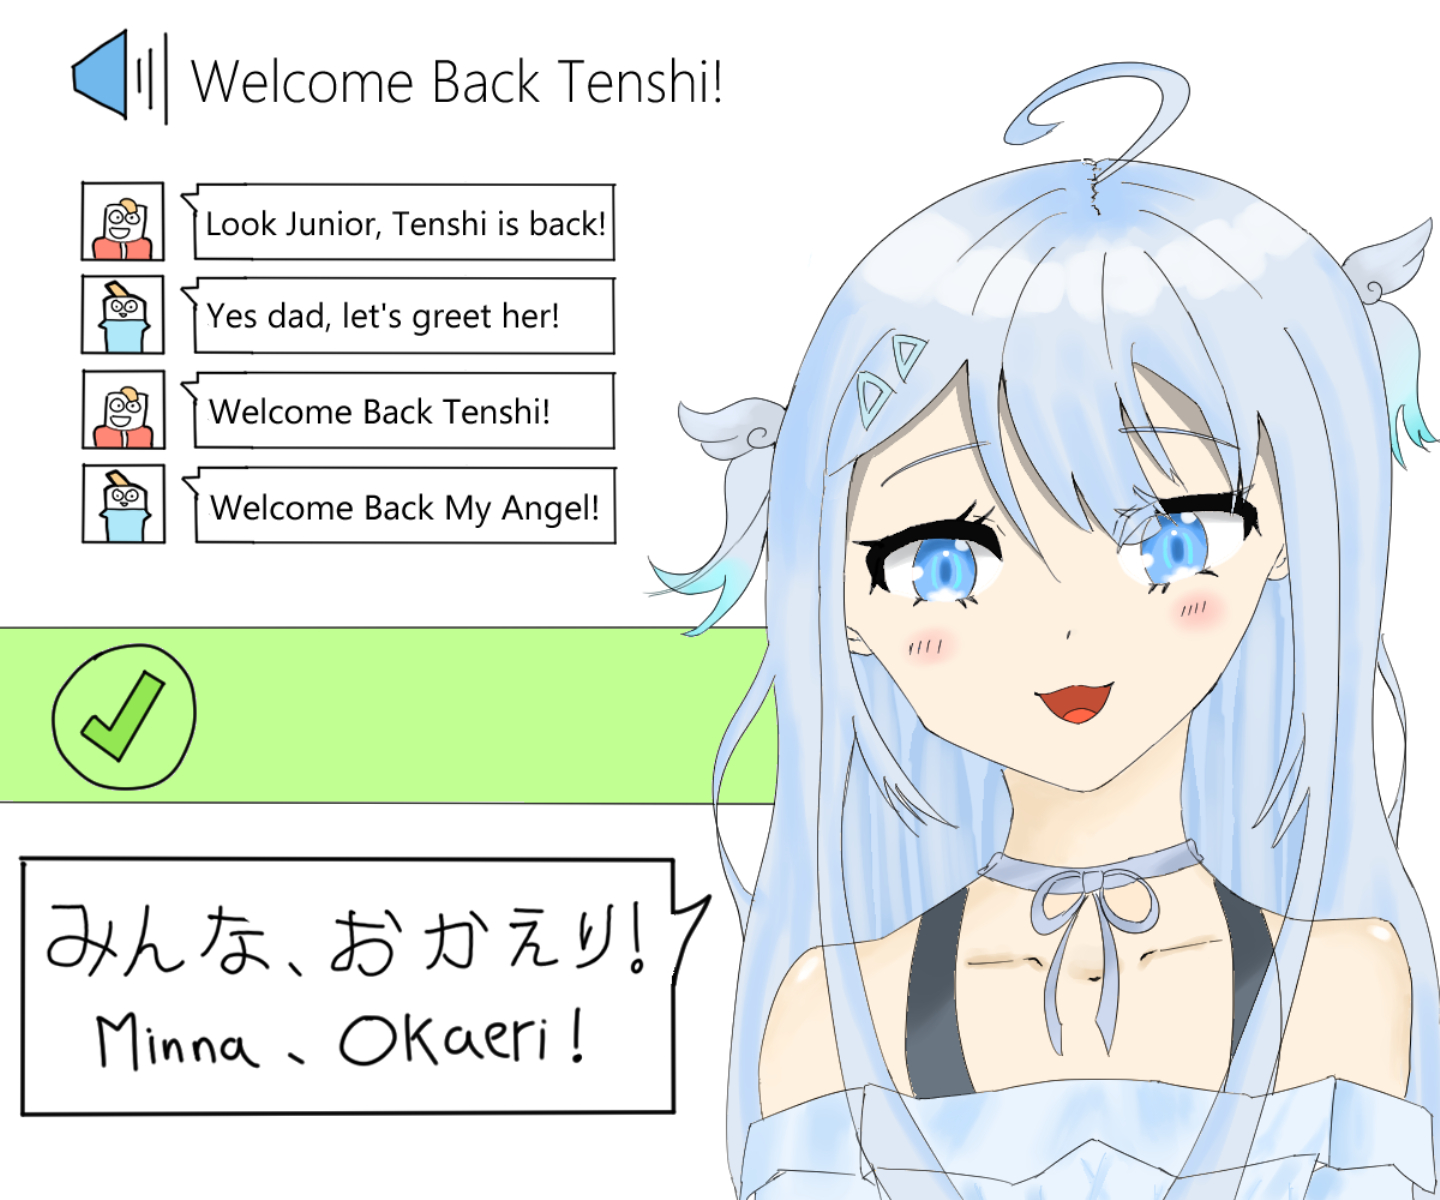 Welcome Back Tenshi!
Look Junior, Tenshi is back!
Yes dad, let's greet her!
Welcome Back Tenshi!
Welcome Back My Angel!
みんな、おかえり!
Minna、Okaeri!